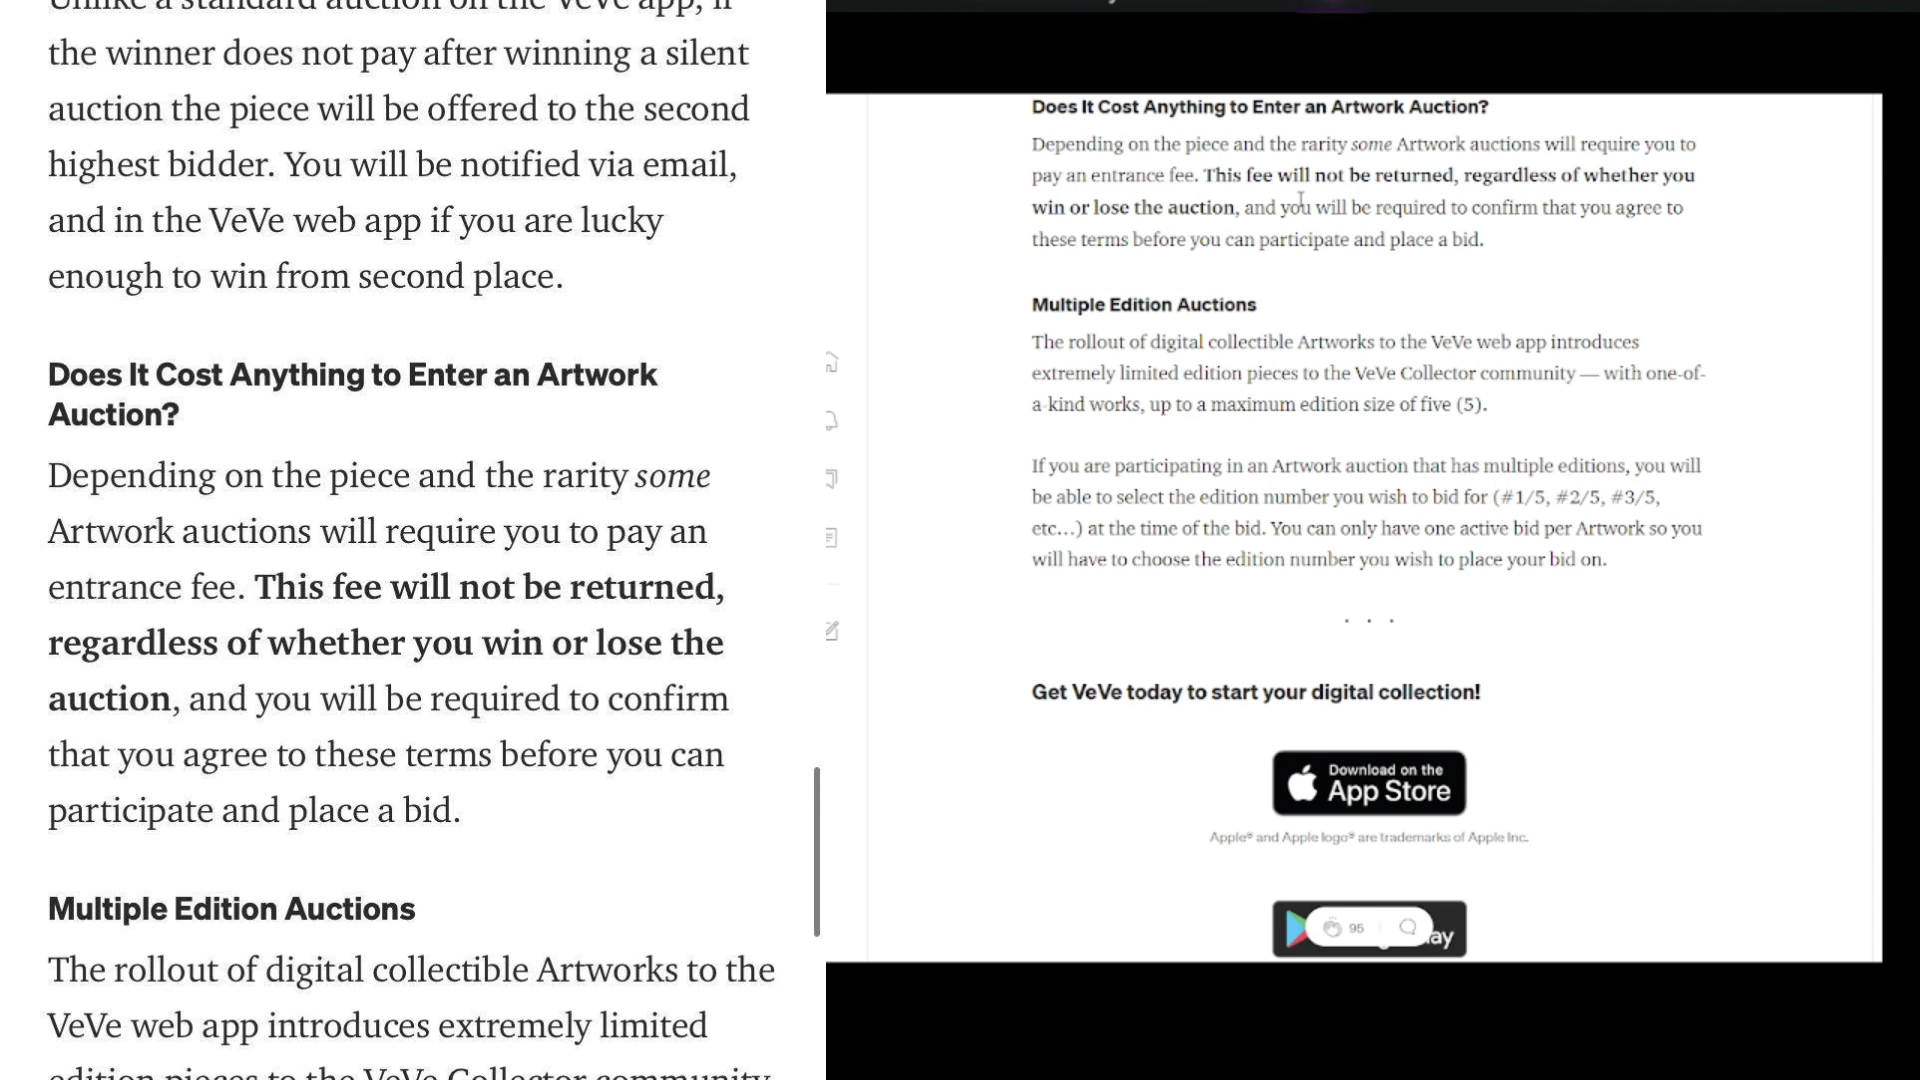 the winner does not pay after winning a silent
auction the piece will be offered to the second
highest bidder. You will be notified via email,
and in the VeVe web app if you are lucky
enough to win from second place.
Does It Cost Anything to Enter an Artwork
Auction?
Depending on the piece and the rarity some
Artwork auctions will require you to pay an
entrance fee. This fee will not be returned,
regardless of whether you win or lose the
auction, and you will be required to confirm
that you agree to these terms before you can
participate and place a bid.
Multiple Edition Auctions
The rollout of digital collectible Artworks to the
VeVe web app introduces extremely limited
edition pieces to the VeVe Collector community
Does It Cost Anything to Enter an Artwork Auction?
Depending on the piece and the rarity some Artwork auctions will require you to
pay an entrance fee. This fee will not be returned, regardless of whether you
win or lose the auction, and you will be required to confirm that you agree to
these terms before you can participate and place a bid.
Multiple Edition Auctions
The rollout of digital collectible Artworks to the VeVe web app introduces
extremely limited edition pieces to the VeVe Collector community — with one-of-
a-kind works, up to a maximum edition size of five (5).
If you are participating in an Artwork auction that has multiple editions, you will
be able to select the edition number you wish to bid for (#1/5, #2/5, #3/5,
etc...) at the time of the bid. You can only have one active bid per Artwork so you
will have to choose the edition number you wish to place your bid on.
. . .
Get VeVe today to start your digital collection!
Download on the
App Store
Apple® and Apple logo® are trademarks of Apple Inc.
95